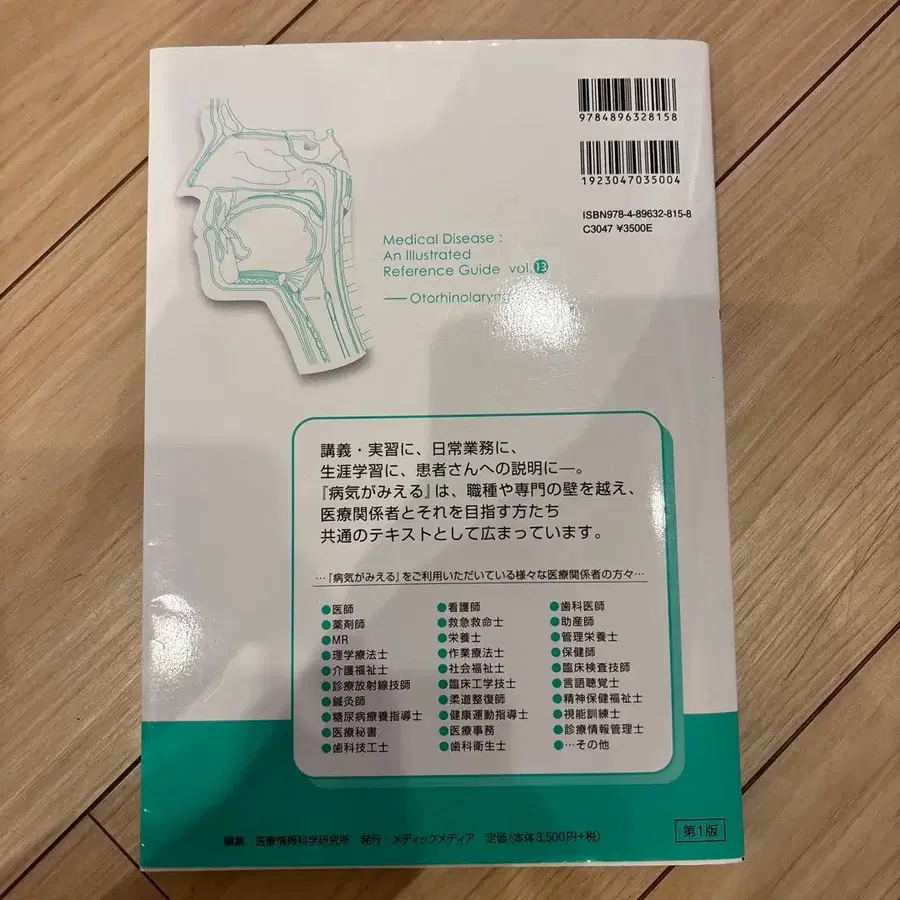 9784896328158
1923047035004
ISBN978-4-89632-815-8
C3047 ¥3500E
Medical Disease :
An Illustrated
Reference Guide vol.13
講義・実習に、日常業務に、
生涯学習に、患者さんへの説明に―。
『病気がみえる』は、職種や専門の壁を越え、
医療関係者とそれを目指す方たち
共通のテキストとして広まっています。
…『病気がみえる』をご利用いただいている様々な医療関係者の方々…
●医師 ●看護師 ●歯科医師
●薬剤師 ●救急救命士 ●助産師
●MR ●栄養士 ●管理栄養士
●理学療法士 ●作業療法士 ●保健師
●介護福祉士 ●社会福祉士 ●臨床検査技師
●診療放射線技師 ●臨床工学技士 ●言語聴覚士
●鍼灸師 ●柔道整復師 ●精神保健福祉士
●糖尿病療養指導士 ●健康運動指導士 ●視能訓練士
●医療秘書 ●医療事務 ●診療情報管理士
●歯科技工士 ●歯科衛生士 ●…その他
編集 医療情報科学研究所 発行:メディックメディア 定価(本体3,500円+税)
第1版